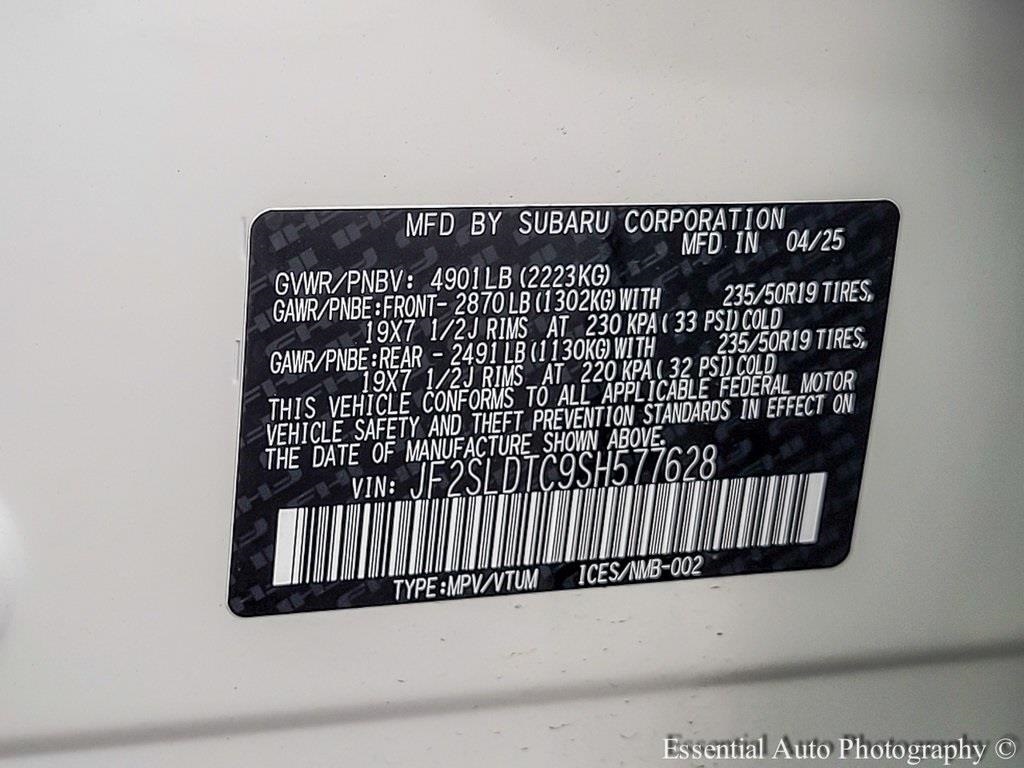 MFD BY SUBARU CORPORATION
MFD IN 04/25
GVWR/PNBV: 4901LB (2223KG)
GAWR/PNBE:FRONT- 2870 LB (1302KG) WITH 235/50R19 TIRES,
19X7 1/2J RIMS AT 230 KPA ( 33 PSI) COLD
GAWR/PNBE:REAR - 2491 LB (1130KG) WITH 235/50R19 TIRES,
19X7 1/2J RIMS AT 220 KPA ( 32 PSI) COLD
THIS VEHICLE CONFORMS TO ALL APPLICABLE FEDERAL MOTOR
VEHICLE SAFETY AND THEFT PREVENTION STANDARDS IN EFFECT ON
THE DATE OF MANUFACTURE SHOWN ABOVE.
VIN: JF2SLDTC9SH577628
TYPE:MPV/VTUM ICES/NMB-002
Essential Auto Photography ©